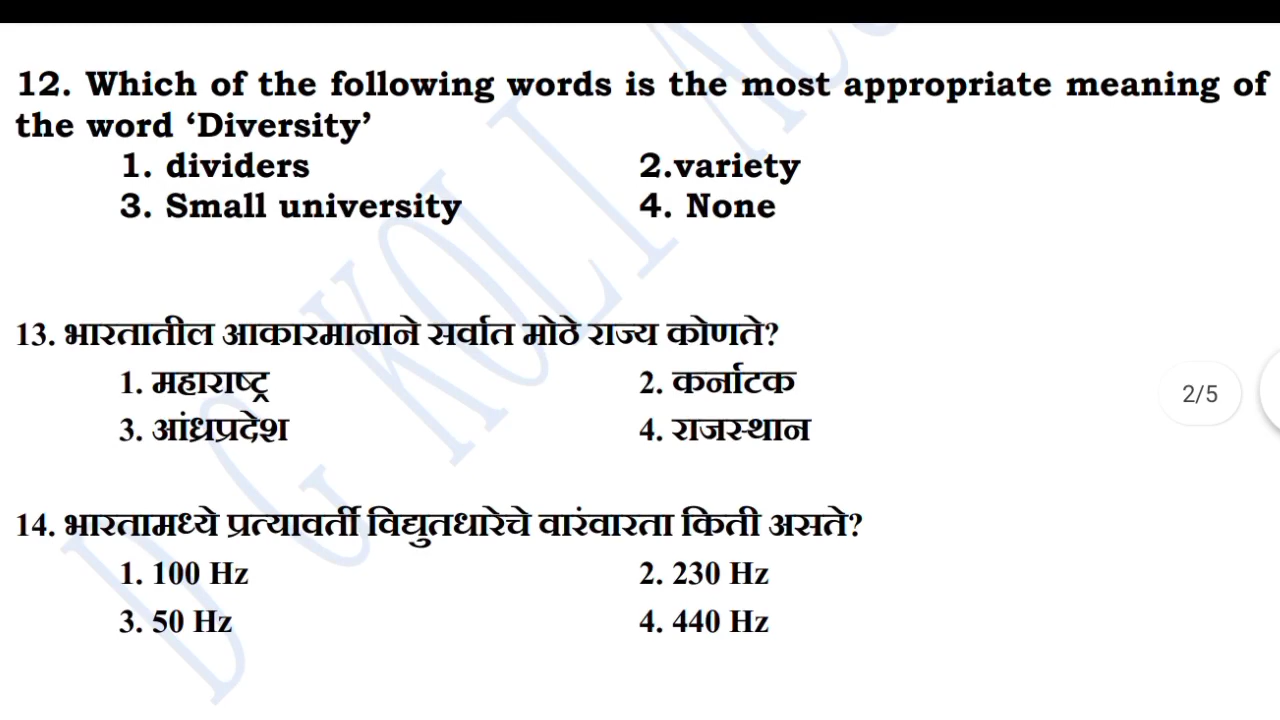 12. Which of the following words is the most appropriate meaning of
the word ‘Diversity’
1. dividers 2.variety
3. Small university 4. None
13. भारतातील आकारमानाने सर्वात मोठे राज्य कोणते?
1. महाराष्ट्र 2. कर्नाटक
3. आंध्रप्रदेश 4. राजस्थान
2/5
14. भारतामध्ये प्रत्यावर्ती विद्युतधारेचे वारंवारता किती असते?
1. 100 Hz 2. 230 Hz
3. 50 Hz 4. 440 Hz
D G KOLI